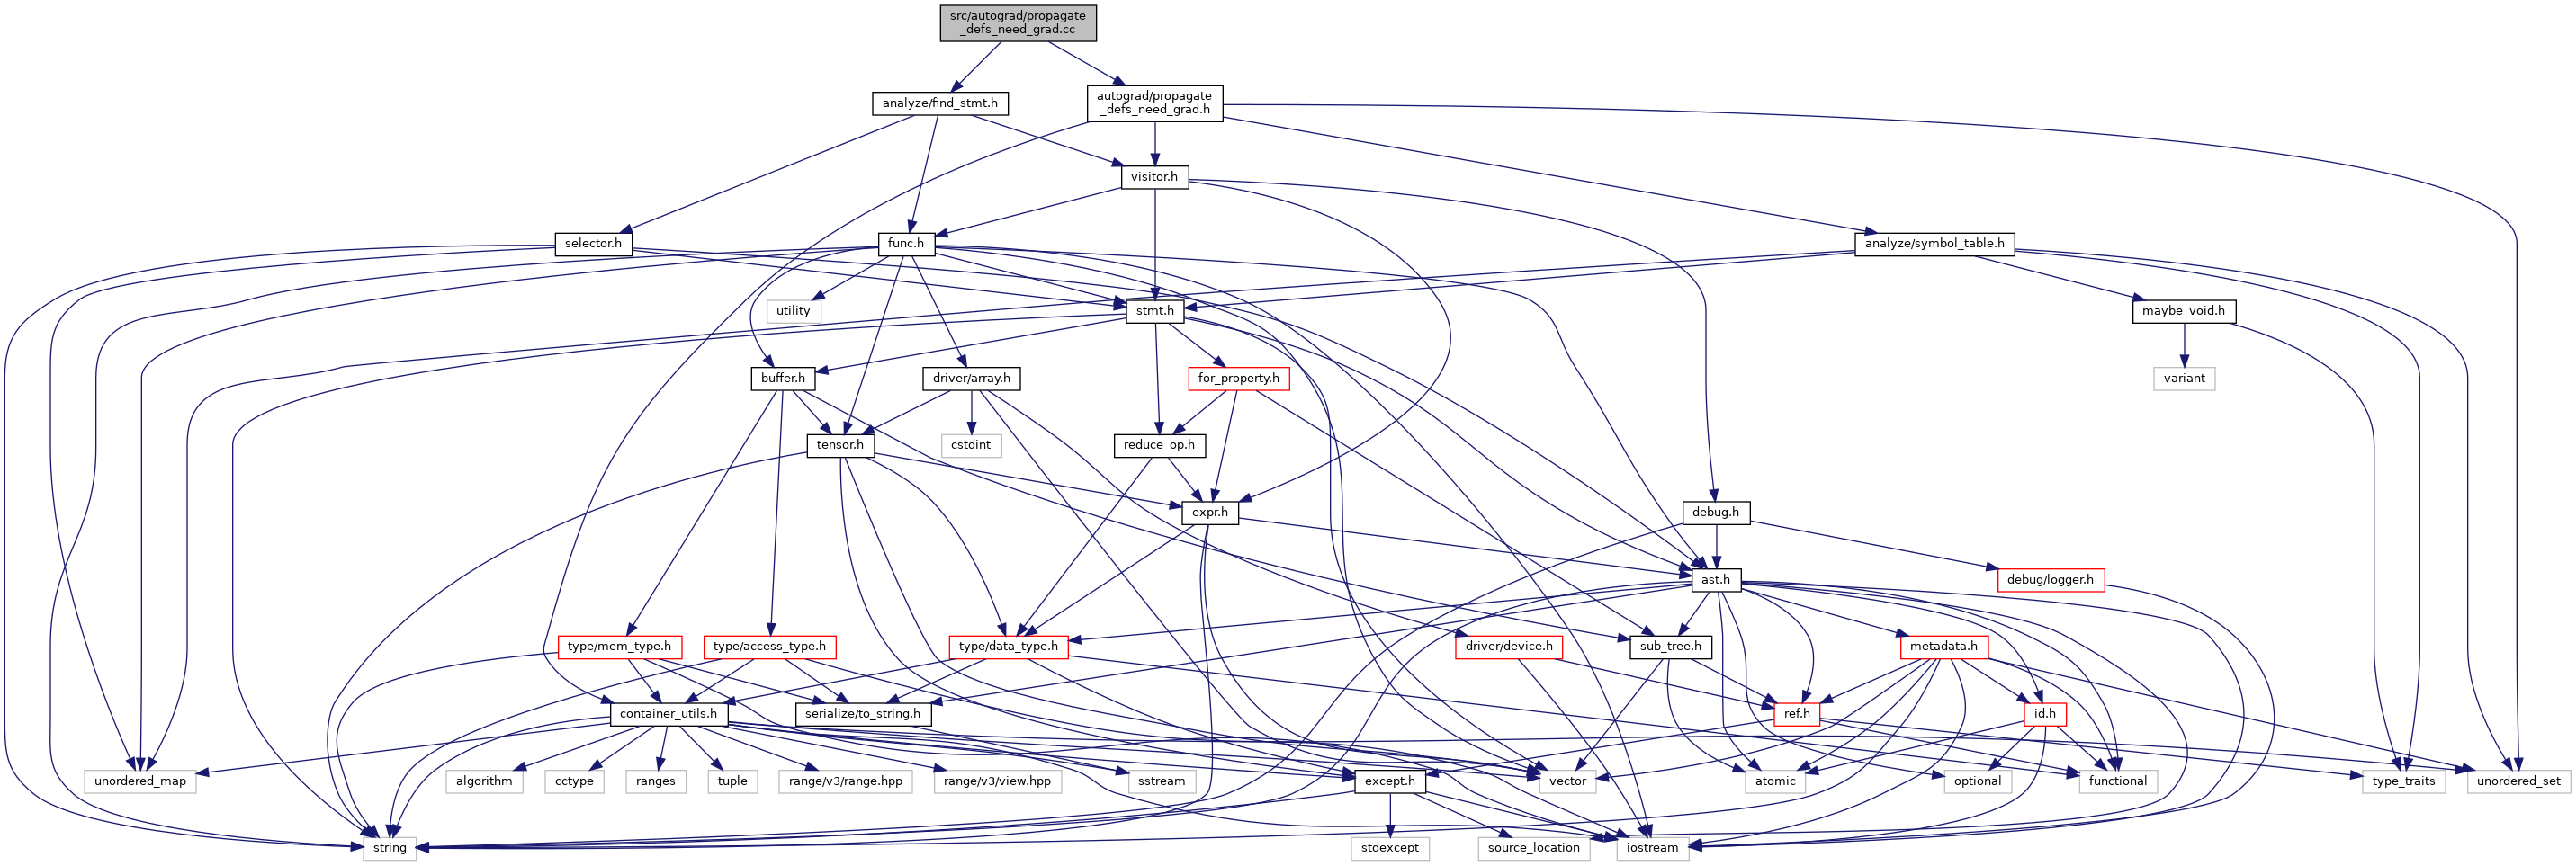 src/autograd/propagate
_defs_need_grad.cc
analyze/find_stmt.h
autograd/propagate
_defs_need_grad.h
visitor.h
selector.h
func.h
analyze/symbol_table.h
utility
stmt.h
maybe_void.h
buffer.h
driver/array.h
for_property.h
variant
tensor.h
cstdint
reduce_op.h
expr.h
debug.h
ast.h
debug/logger.h
type/mem_type.h
type/access_type.h
type/data_type.h
driver/device.h
sub_tree.h
metadata.h
container_utils.h
serialize/to_string.h
ref.h
id.h
unordered_map
algorithm
cctype
ranges
tuple
range/v3/range.hpp
range/v3/view.hpp
sstream
except.h
vector
atomic
optional
functional
type_traits
unordered_set
string
stdexcept
source_location
iostream